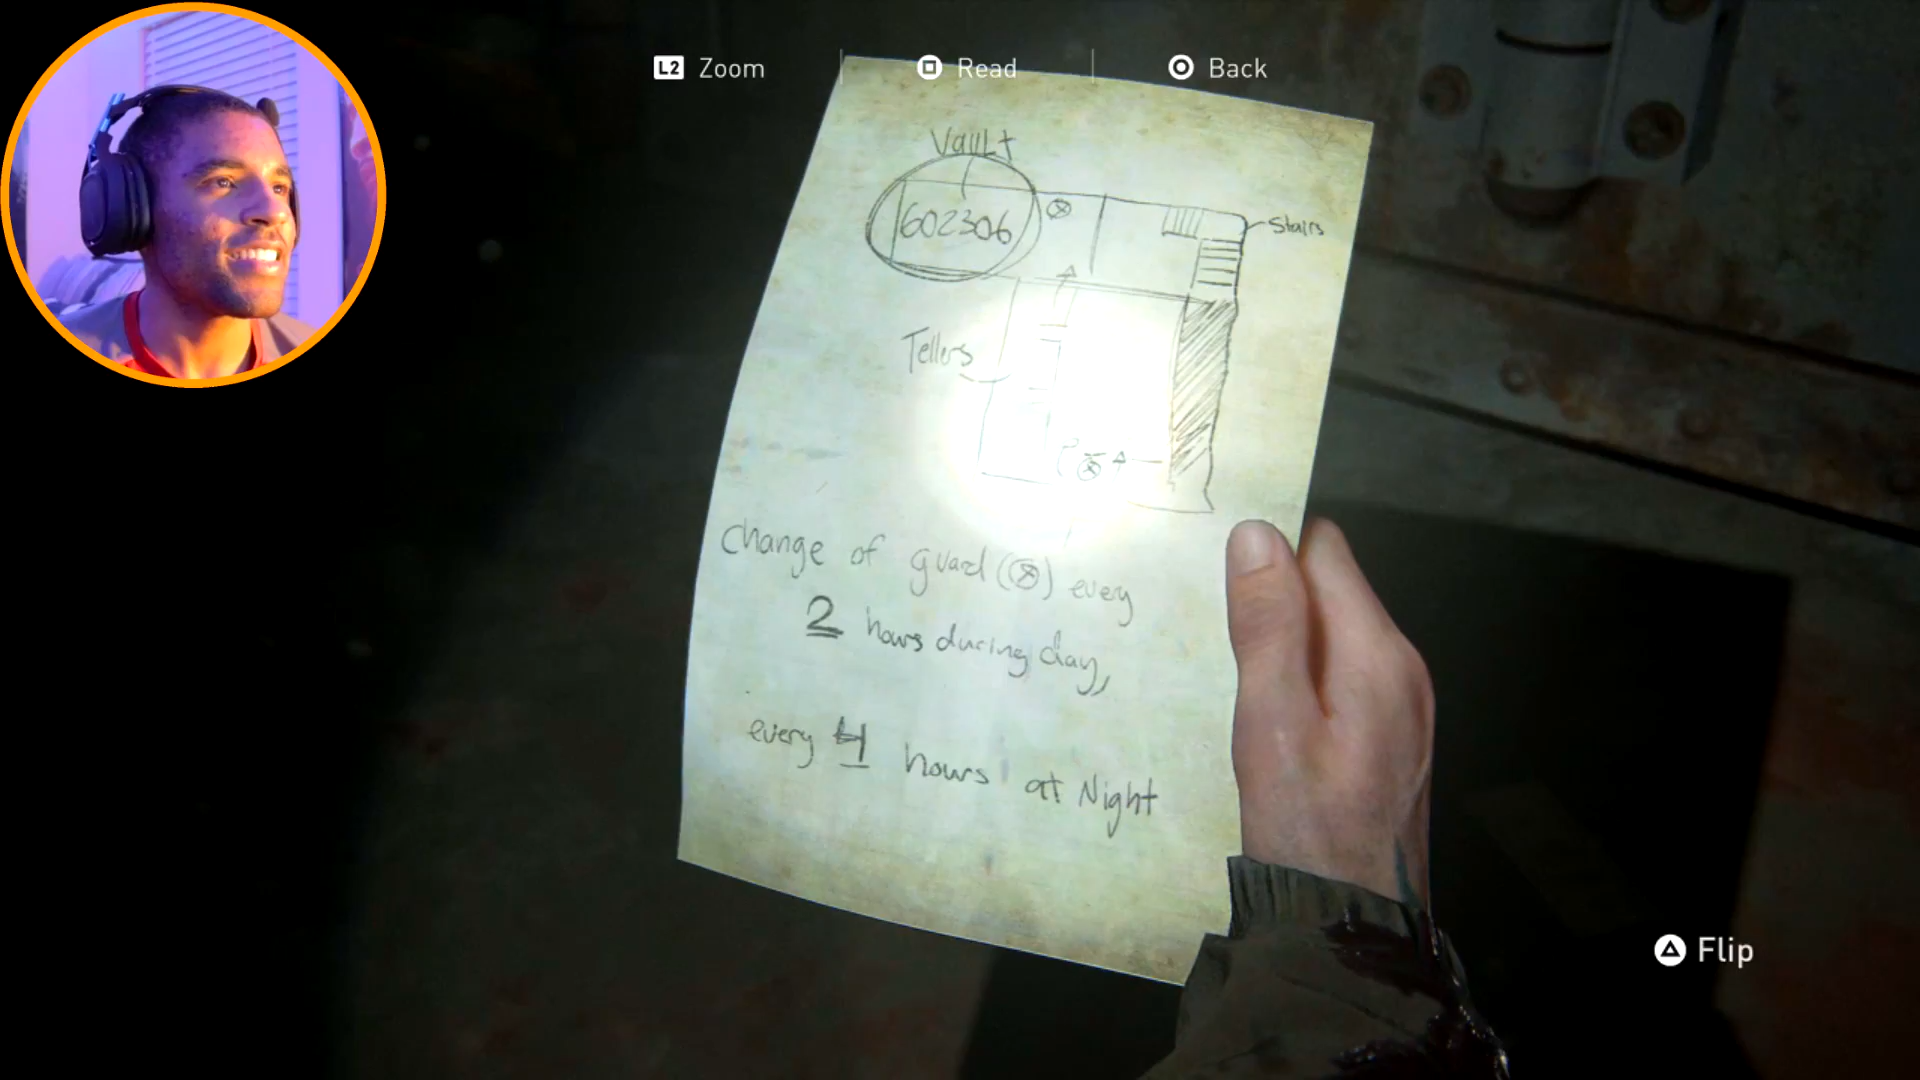 L2 Zoom
Read
Back
Vault
602306
Stairs
Tellers
Change of guard (⊗) every
2 hours during day,
every 4 hours at Night
Flip